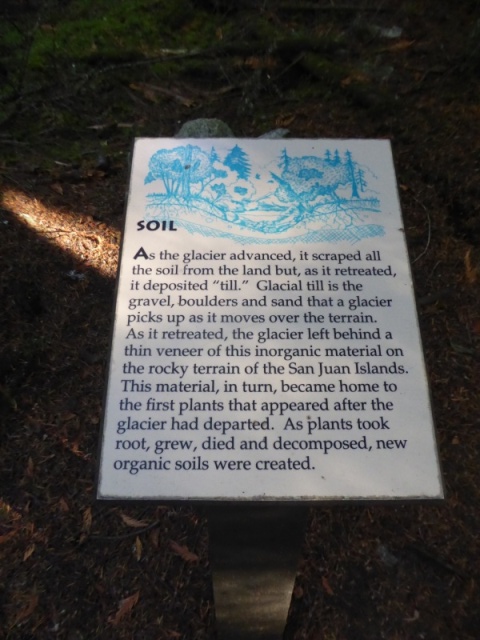 SOIL
As the glacier advanced, it scraped all
the soil from the land but, as it retreated,
it deposited “till.” Glacial till is the
gravel, boulders and sand that a glacier
picks up as it moves over the terrain.
As it retreated, the glacier left behind a
thin veneer of this inorganic material on
the rocky terrain of the San Juan Islands.
This material, in turn, became home to
the first plants that appeared after the
glacier had departed. As plants took
root, grew, died and decomposed, new
organic soils were created.